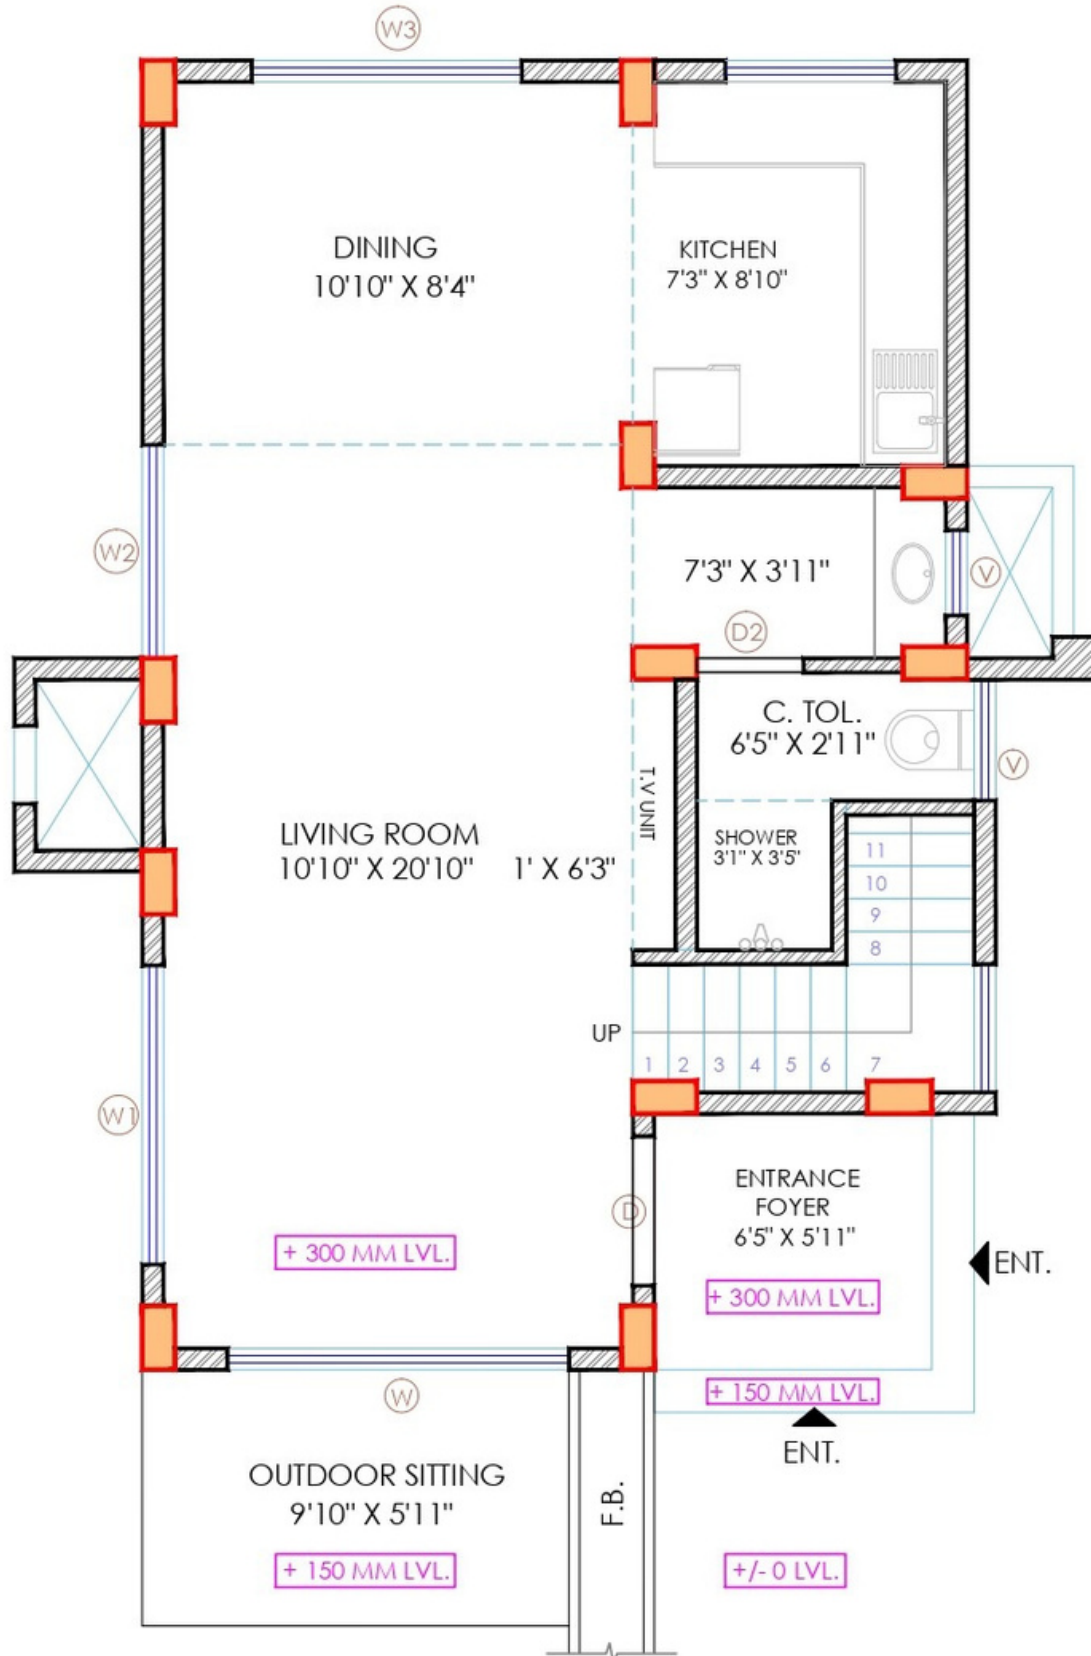 W3
DINING
10'10" X 8'4"
KITCHEN
7'3" X 8'10"
W2
7'3" X 3'11"
V
D2
C. TOL.
6'5" X 2'11"
V
T.V UNIT
LIVING ROOM
10'10" X 20'10"
1' X 6'3"
SHOWER
3'1" X 3'5"
11
10
9
8
UP
1 2 3 4 5 6 7
W1
D
ENTRANCE
FOYER
6'5" X 5'11"
+ 300 MM LVL.
ENT.
+ 300 MM LVL.
W
+ 150 MM LVL.
ENT.
OUTDOOR SITTING
9'10" X 5'11"
F.B.
+ 150 MM LVL.
+/- 0 LVL.